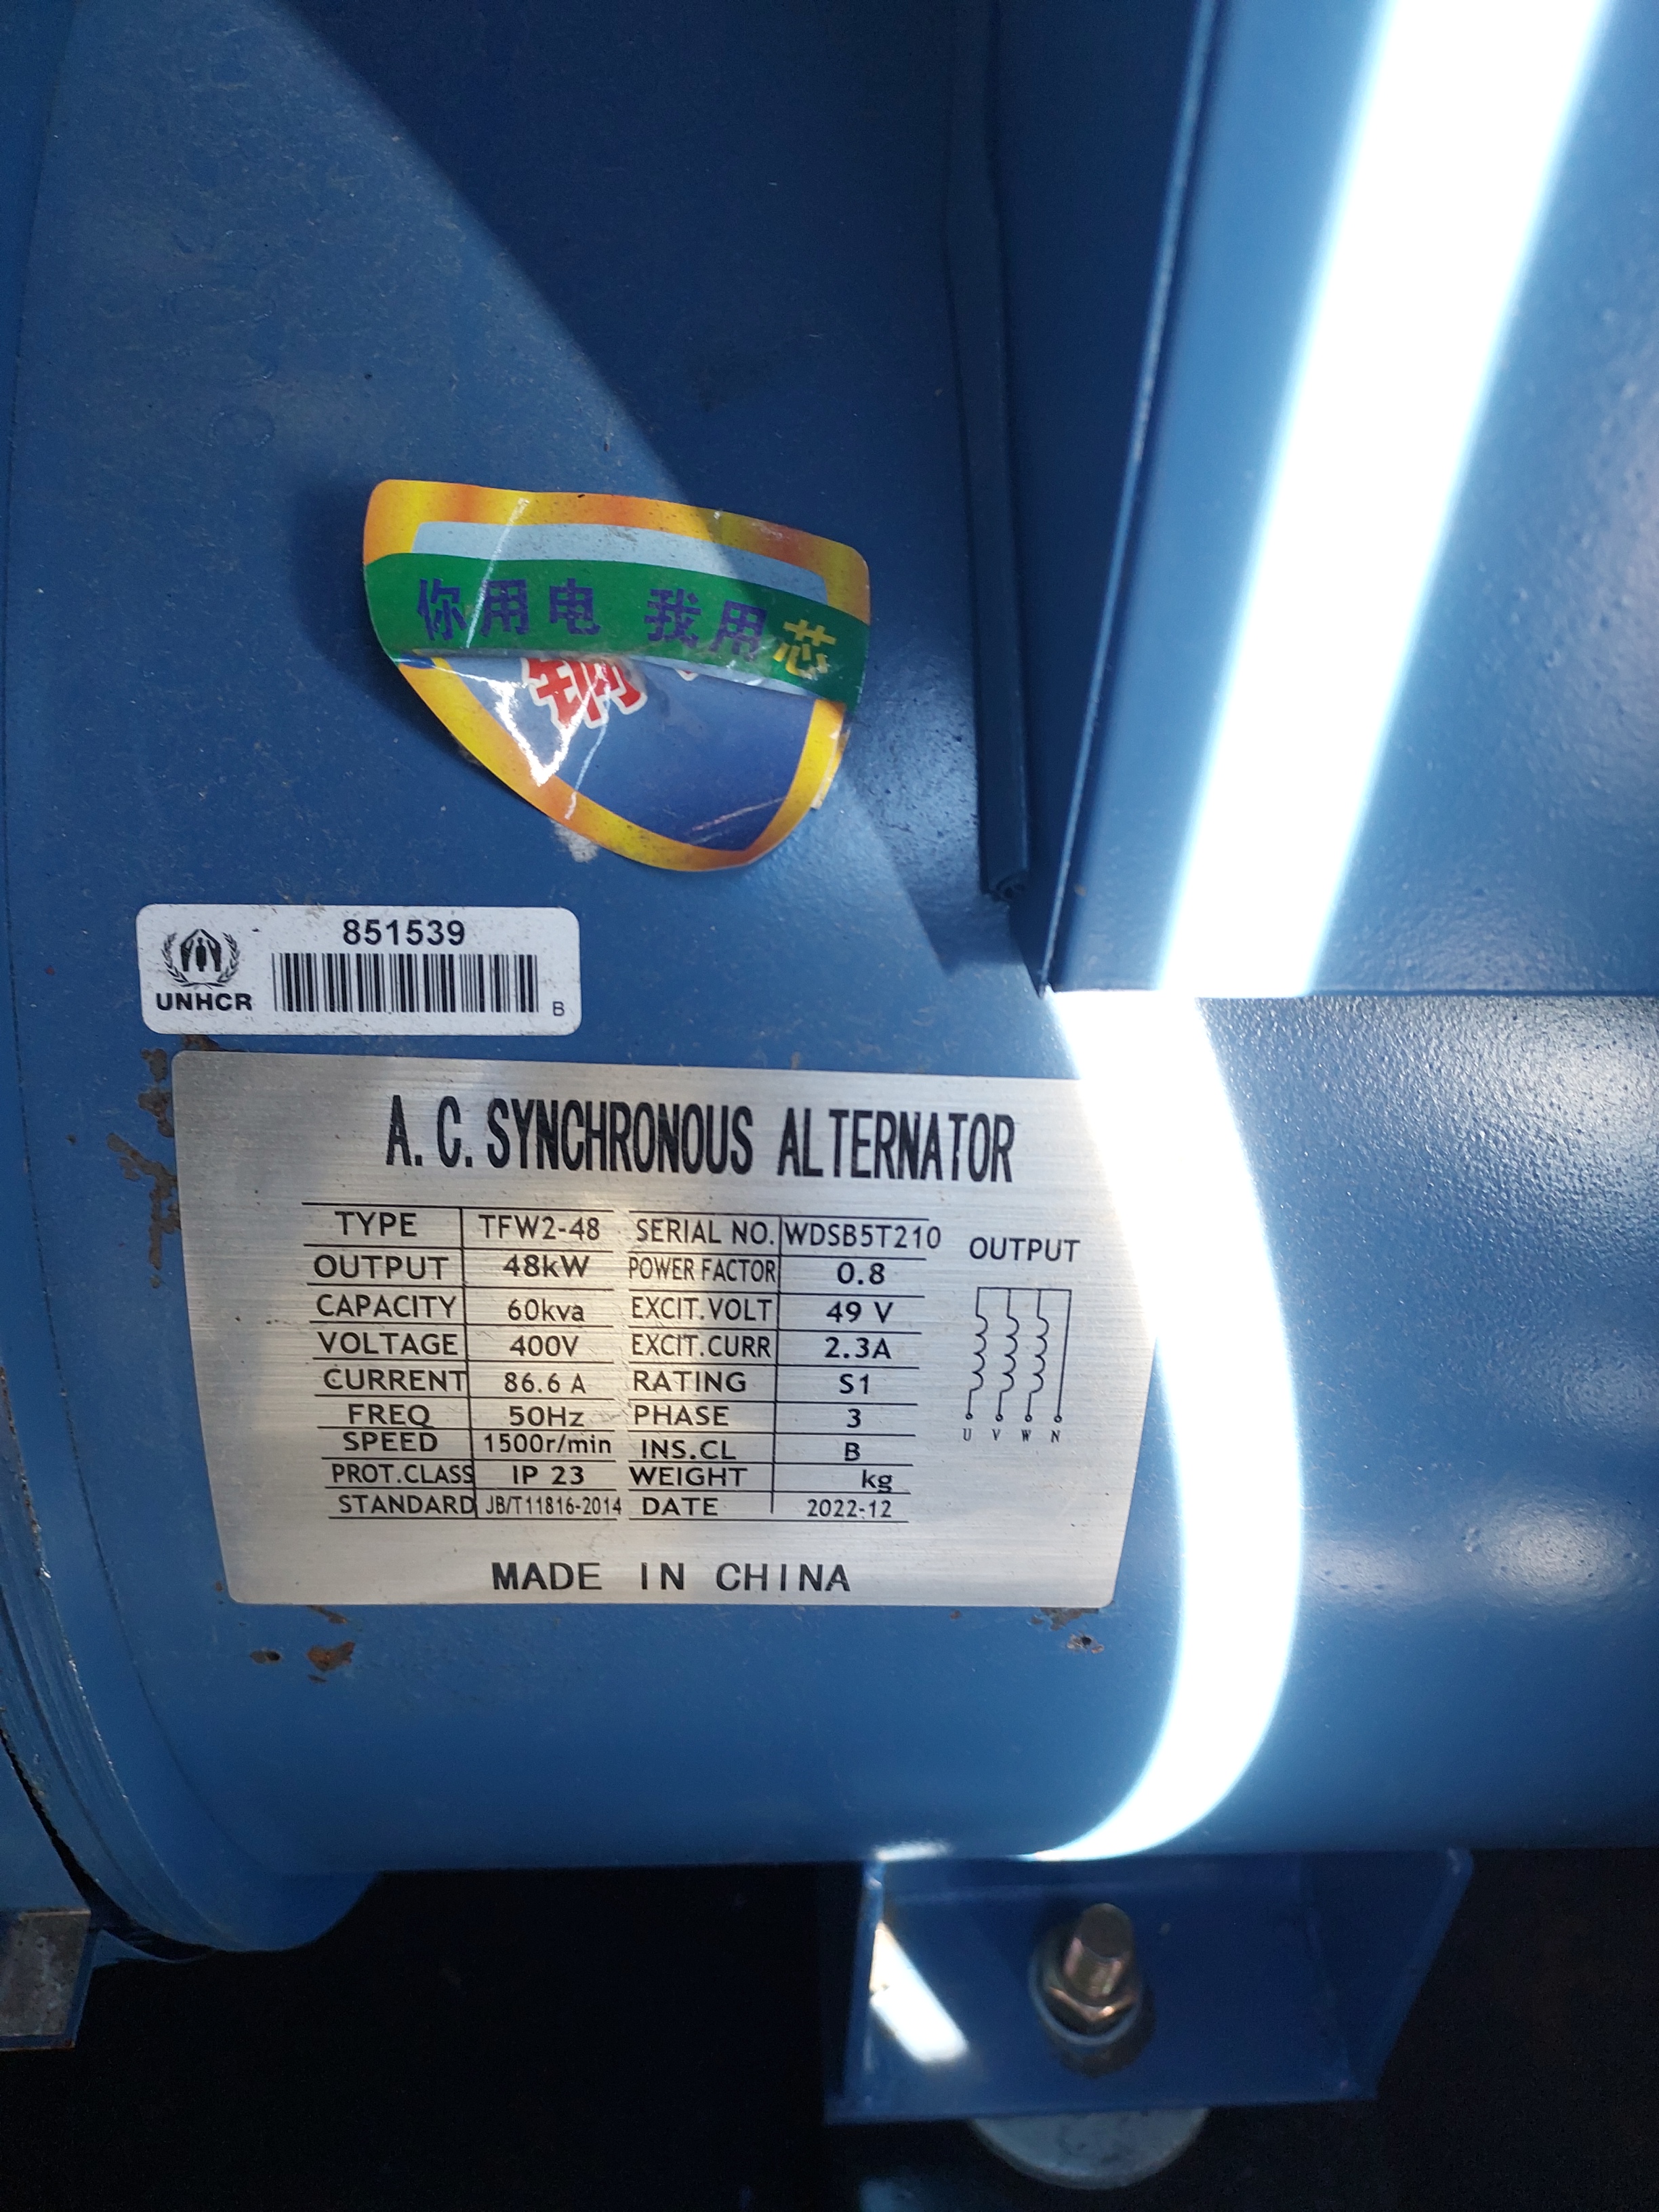 你用电 我用芯
851539
UNHCR
B
A.C.SYNCHRONOUS ALTERNATOR
TYPE TFW2-48 SERIAL NO. WDSB5T210
OUTPUT 48kW POWER FACTOR 0.8
CAPACITY 60kva EXCIT.VOLT 49 V
VOLTAGE 400V EXCIT.CURR 2.3A
CURRENT 86.6 A RATING S1
FREQ 50Hz PHASE 3
SPEED 1500r/min INS.CL B
PROT.CLASS IP 23 WEIGHT kg
STANDARD JB/T11816-2014 DATE 2022-12
OUTPUT
U V W N
MADE IN CHINA